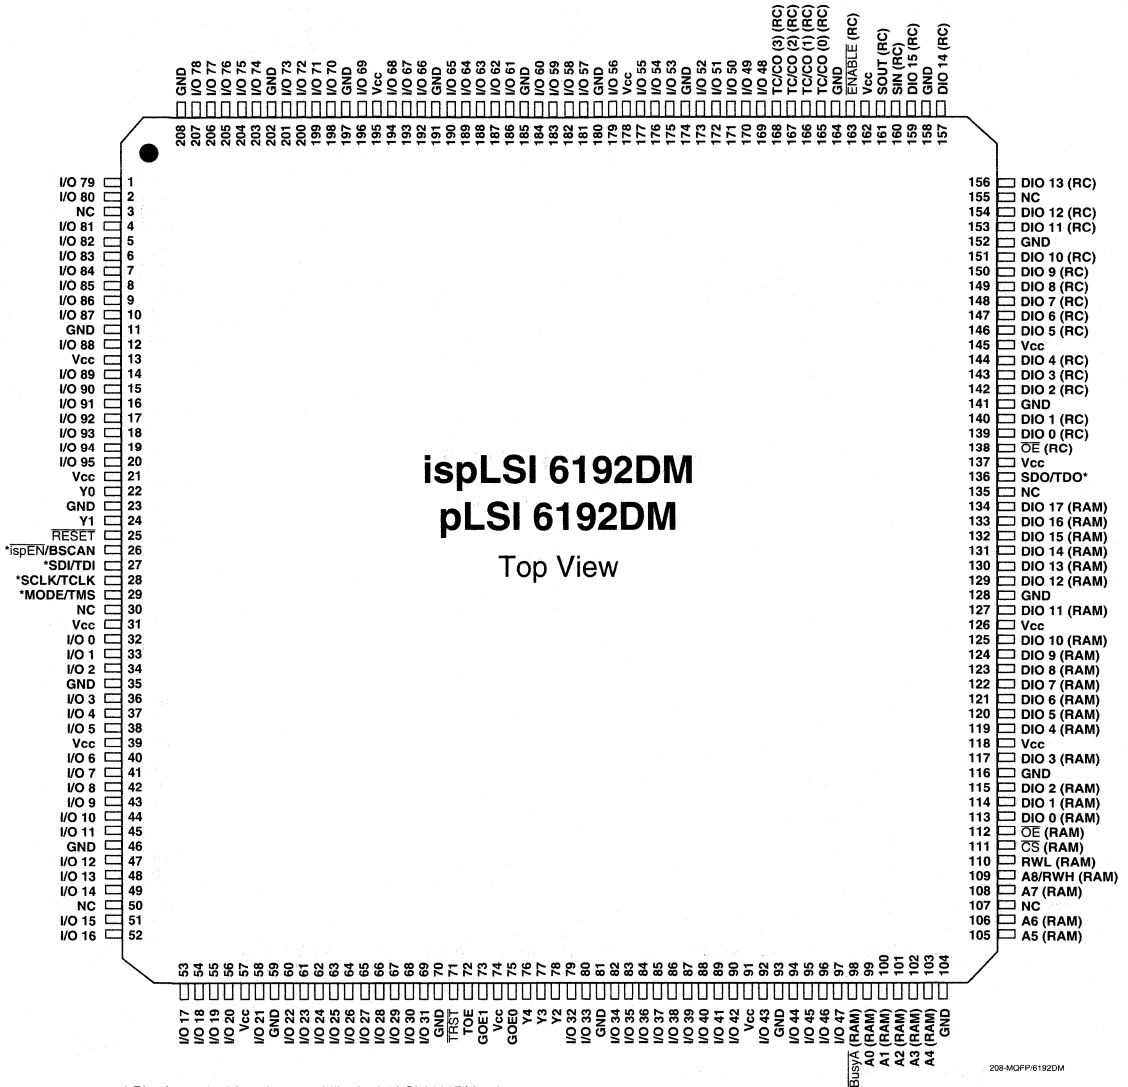 GND 208
I/O 78 207
I/O 77 206
I/O 76 205
I/O 75 204
I/O 74 203
GND 202
I/O 73 201
I/O 72 200
I/O 71 199
I/O 70 198
GND 197
I/O 69 196
Vcc 195
I/O 68 194
I/O 67 193
I/O 66 192
GND 191
I/O 65 190
I/O 64 189
I/O 63 188
I/O 62 187
I/O 61 186
GND 185
I/O 60 184
I/O 59 183
I/O 58 182
I/O 57 181
GND 180
I/O 56 179
Vcc 178
I/O 55 177
I/O 54 176
I/O 53 175
GND 174
I/O 52 173
I/O 51 172
I/O 50 171
I/O 49 170
I/O 48 169
TC/CO (3) (RC) 168
TC/CO (2) (RC) 167
TC/CO (1) (RC) 166
TC/CO (0) (RC) 165
GND 164
ENABLE (RC) 163
Vcc 162
SOUT (RC) 161
SIN (RC) 160
DIO 15 (RC) 159
GND 158
DIO 14 (RC) 157
I/O 79 1
I/O 80 2
NC 3
I/O 81 4
I/O 82 5
I/O 83 6
I/O 84 7
I/O 85 8
I/O 86 9
I/O 87 10
GND 11
I/O 88 12
Vcc 13
I/O 89 14
I/O 90 15
I/O 91 16
I/O 92 17
I/O 93 18
I/O 94 19
I/O 95 20
Vcc 21
Y0 22
GND 23
Y1 24
RESET 25
*ispEN/BSCAN 26
*SDI/TDI 27
*SCLK/TCLK 28
*MODE/TMS 29
NC 30
Vcc 31
I/O 0 32
I/O 1 33
I/O 2 34
GND 35
I/O 3 36
I/O 4 37
I/O 5 38
Vcc 39
I/O 6 40
I/O 7 41
I/O 8 42
I/O 9 43
I/O 10 44
I/O 11 45
GND 46
I/O 12 47
I/O 13 48
I/O 14 49
NC 50
I/O 15 51
I/O 16 52
ispLSI 6192DM
pLSI 6192DM
Top View
156 DIO 13 (RC)
155 NC
154 DIO 12 (RC)
153 DIO 11 (RC)
152 GND
151 DIO 10 (RC)
150 DIO 9 (RC)
149 DIO 8 (RC)
148 DIO 7 (RC)
147 DIO 6 (RC)
146 DIO 5 (RC)
145 Vcc
144 DIO 4 (RC)
143 DIO 3 (RC)
142 DIO 2 (RC)
141 GND
140 DIO 1 (RC)
139 DIO 0 (RC)
138 OE (RC)
137 Vcc
136 SDO/TDO*
135 NC
134 DIO 17 (RAM)
133 DIO 16 (RAM)
132 DIO 15 (RAM)
131 DIO 14 (RAM)
130 DIO 13 (RAM)
129 DIO 12 (RAM)
128 GND
127 DIO 11 (RAM)
126 Vcc
125 DIO 10 (RAM)
124 DIO 9 (RAM)
123 DIO 8 (RAM)
122 DIO 7 (RAM)
121 DIO 6 (RAM)
120 DIO 5 (RAM)
119 DIO 4 (RAM)
118 Vcc
117 DIO 3 (RAM)
116 GND
115 DIO 2 (RAM)
114 DIO 1 (RAM)
113 DIO 0 (RAM)
112 OE (RAM)
111 CS (RAM)
110 RWL (RAM)
109 A8/RWH (RAM)
108 A7 (RAM)
107 NC
106 A6 (RAM)
105 A5 (RAM)
53 I/O 17
54 I/O 18
55 I/O 19
56 I/O 20
57 Vcc
58 I/O 21
59 GND
60 I/O 22
61 I/O 23
62 I/O 24
63 I/O 25
64 I/O 26
65 I/O 27
66 I/O 28
67 I/O 29
68 I/O 30
69 I/O 31
70 GND
71 TRST
72 TOE
73 GOE1
74 Vcc
75 GOE0
76 Y4
77 Y3
78 Y2
79 I/O 32
80 I/O 33
81 GND
82 I/O 34
83 I/O 35
84 I/O 36
85 I/O 37
86 I/O 38
87 I/O 39
88 I/O 40
89 I/O 41
90 I/O 42
91 Vcc
92 I/O 43
93 GND
94 I/O 44
95 I/O 45
96 I/O 46
97 I/O 47
98 BusyA (RAM)
99 A0 (RAM)
100 A1 (RAM)
101 A2 (RAM)
102 A3 (RAM)
103 A4 (RAM)
104 GND
208-MQFP/6192DM